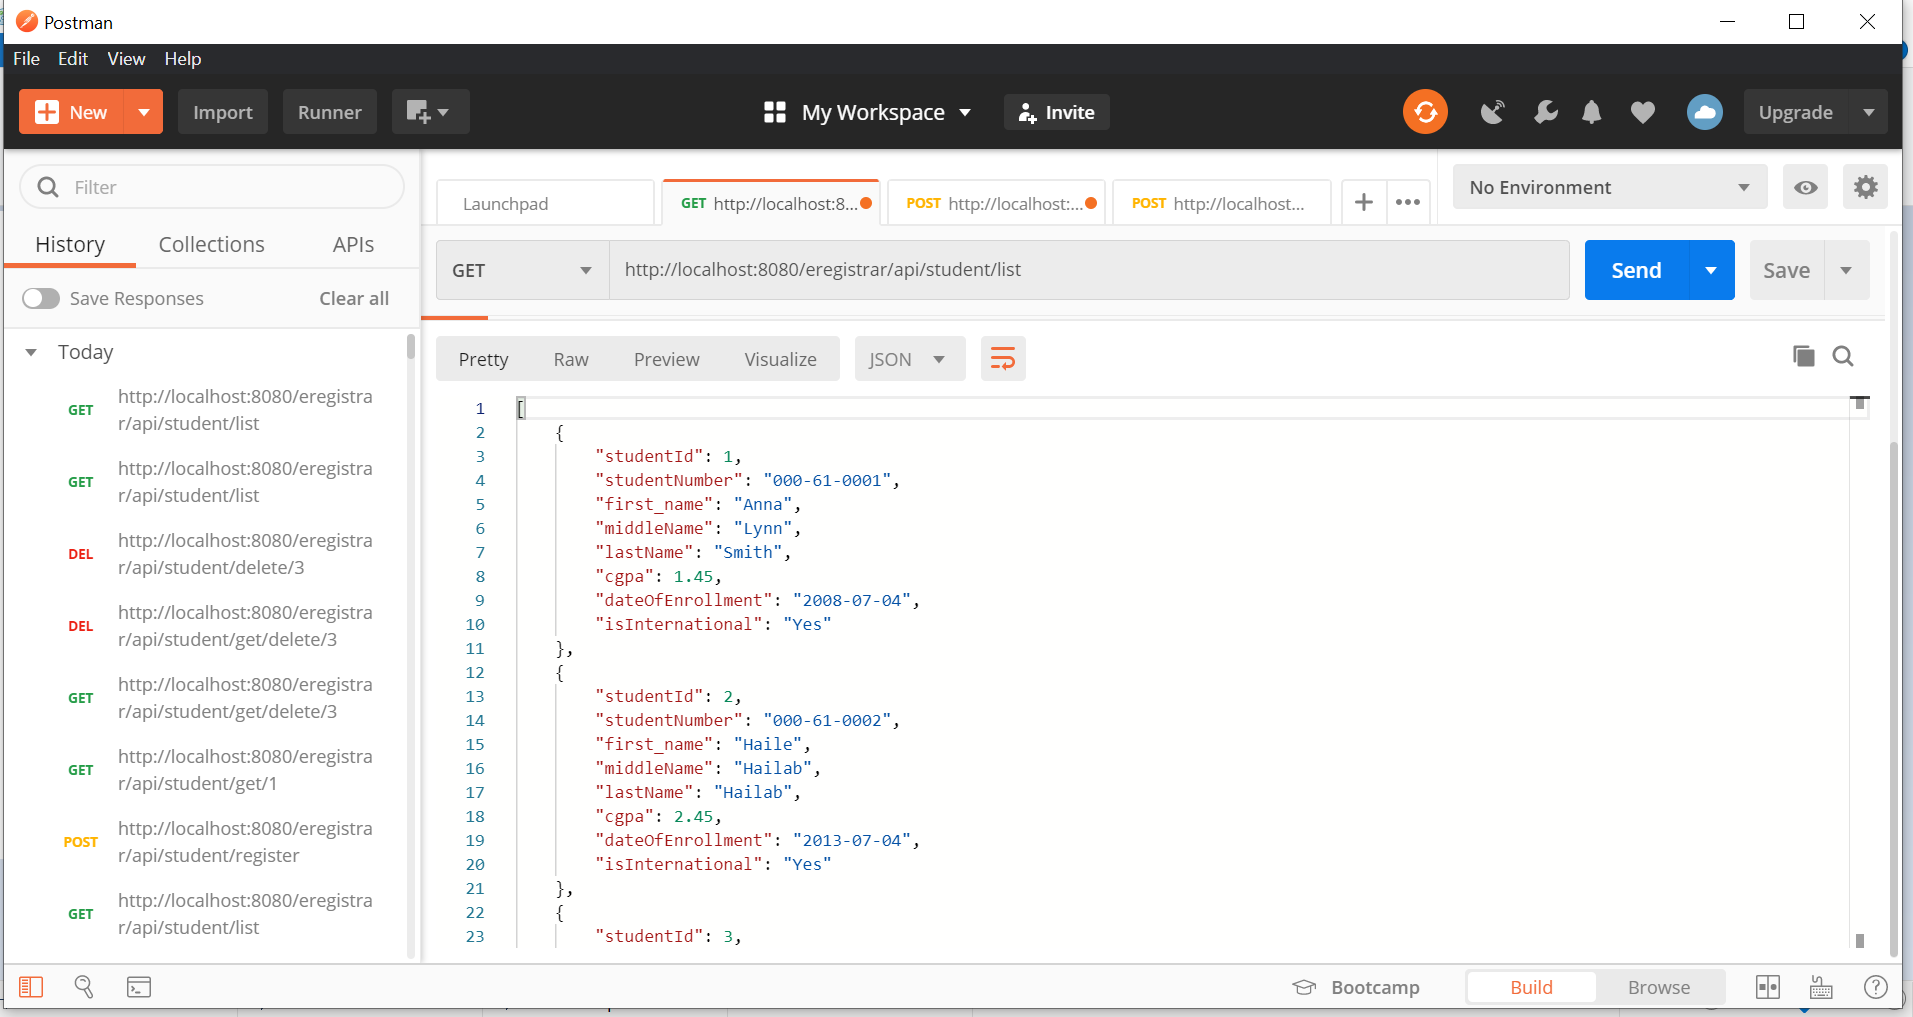 Postman
File Edit View Help
New Import Runner My Workspace Invite Upgrade
Filter
History Collections APIs
Save Responses Clear all
Today
GET http://localhost:8080/eregistra
r/api/student/list
GET http://localhost:8080/eregistra
r/api/student/list
DEL http://localhost:8080/eregistra
r/api/student/delete/3
DEL http://localhost:8080/eregistra
r/api/student/get/delete/3
GET http://localhost:8080/eregistra
r/api/student/get/delete/3
GET http://localhost:8080/eregistra
r/api/student/get/1
POST http://localhost:8080/eregistra
r/api/student/register
GET http://localhost:8080/eregistra
r/api/student/list
Launchpad GET http://localhost:8... POST http://localhost:... POST http://localhost... + ••• No Environment
GET http://localhost:8080/eregistrar/api/student/list Send Save
Pretty Raw Preview Visualize JSON
1 [
2 {
3 "studentId": 1,
4 "studentNumber": "000-61-0001",
5 "first_name": "Anna",
6 "middleName": "Lynn",
7 "lastName": "Smith",
8 "cgpa": 1.45,
9 "dateOfEnrollment": "2008-07-04",
10 "isInternational": "Yes"
11 },
12 {
13 "studentId": 2,
14 "studentNumber": "000-61-0002",
15 "first_name": "Haile",
16 "middleName": "Hailab",
17 "lastName": "Hailab",
18 "cgpa": 2.45,
19 "dateOfEnrollment": "2013-07-04",
20 "isInternational": "Yes"
21 },
22 {
23 "studentId": 3,
Bootcamp Build Browse